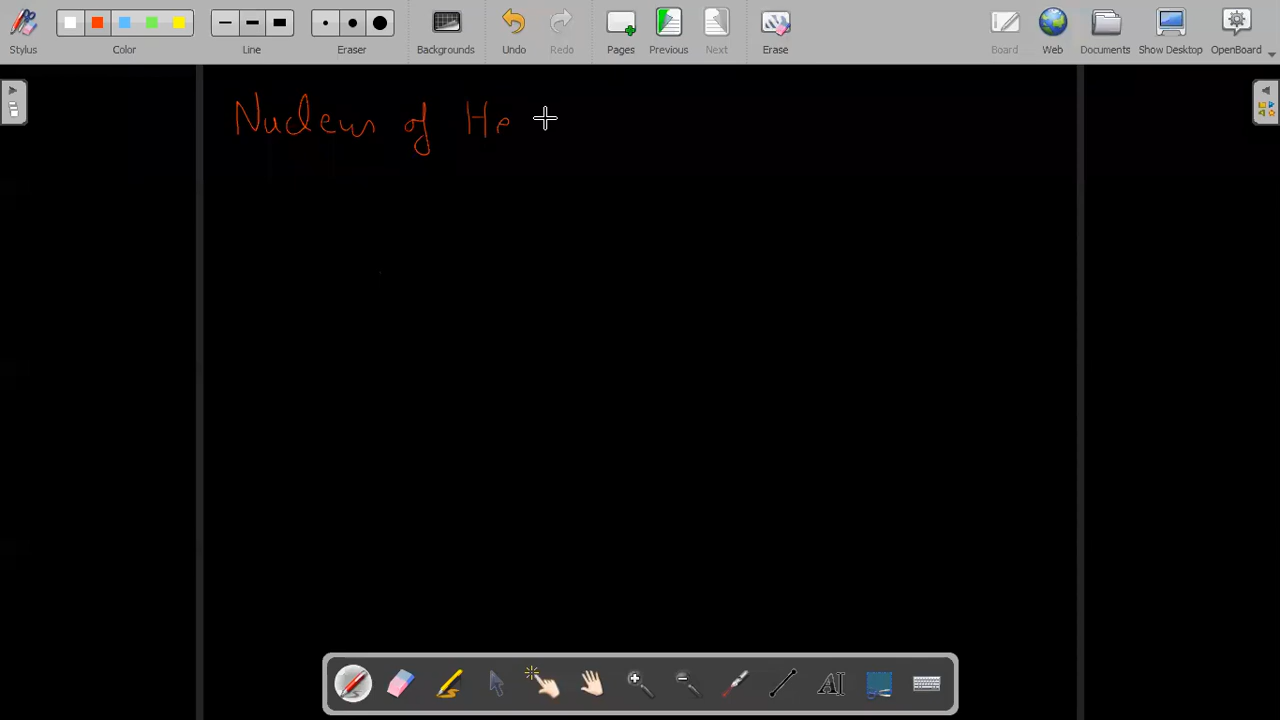 Stylus Color Line Eraser Backgrounds Undo Redo Pages Previous Next Erase Board Web Documents Show Desktop OpenBoard
Nucleus of He
AI